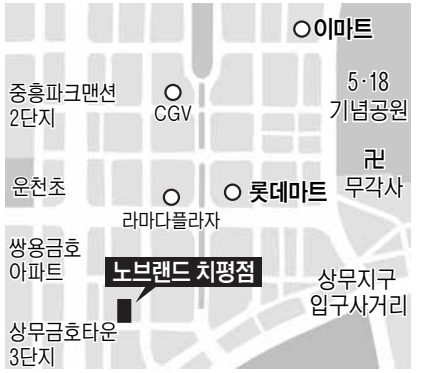 이마트
중흥파크맨션
2단지
CGV
5·18
기념공원
卍
무각사
운천초
롯데마트
라마다플라자
쌍용금호
아파트
노브랜드 치평점
상무지구
입구사거리
상무금호타운
3단지